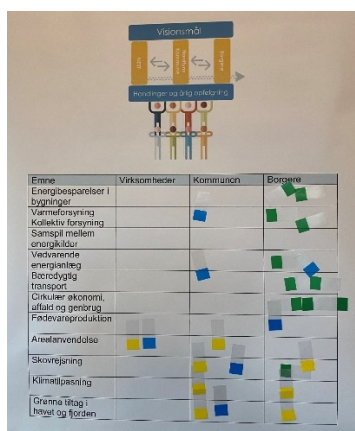 Visionsmål
Handlinger og årlig opfølgning
Emne Virksomheder Kommunen Borgere
Energibesparelser i
bygninger
Varmeforsyning
Kollektiv forsyning
Samspil mellem
energikilder
Vedvarende
energianlæg
Bæredygtig
transport
Cirkulær økonomi,
affald og genbrug
Fødevareproduktion
Arealanvendelse
Skovrejsning
Klimatilpasning
Grønne tiltag i
havet og fjorden